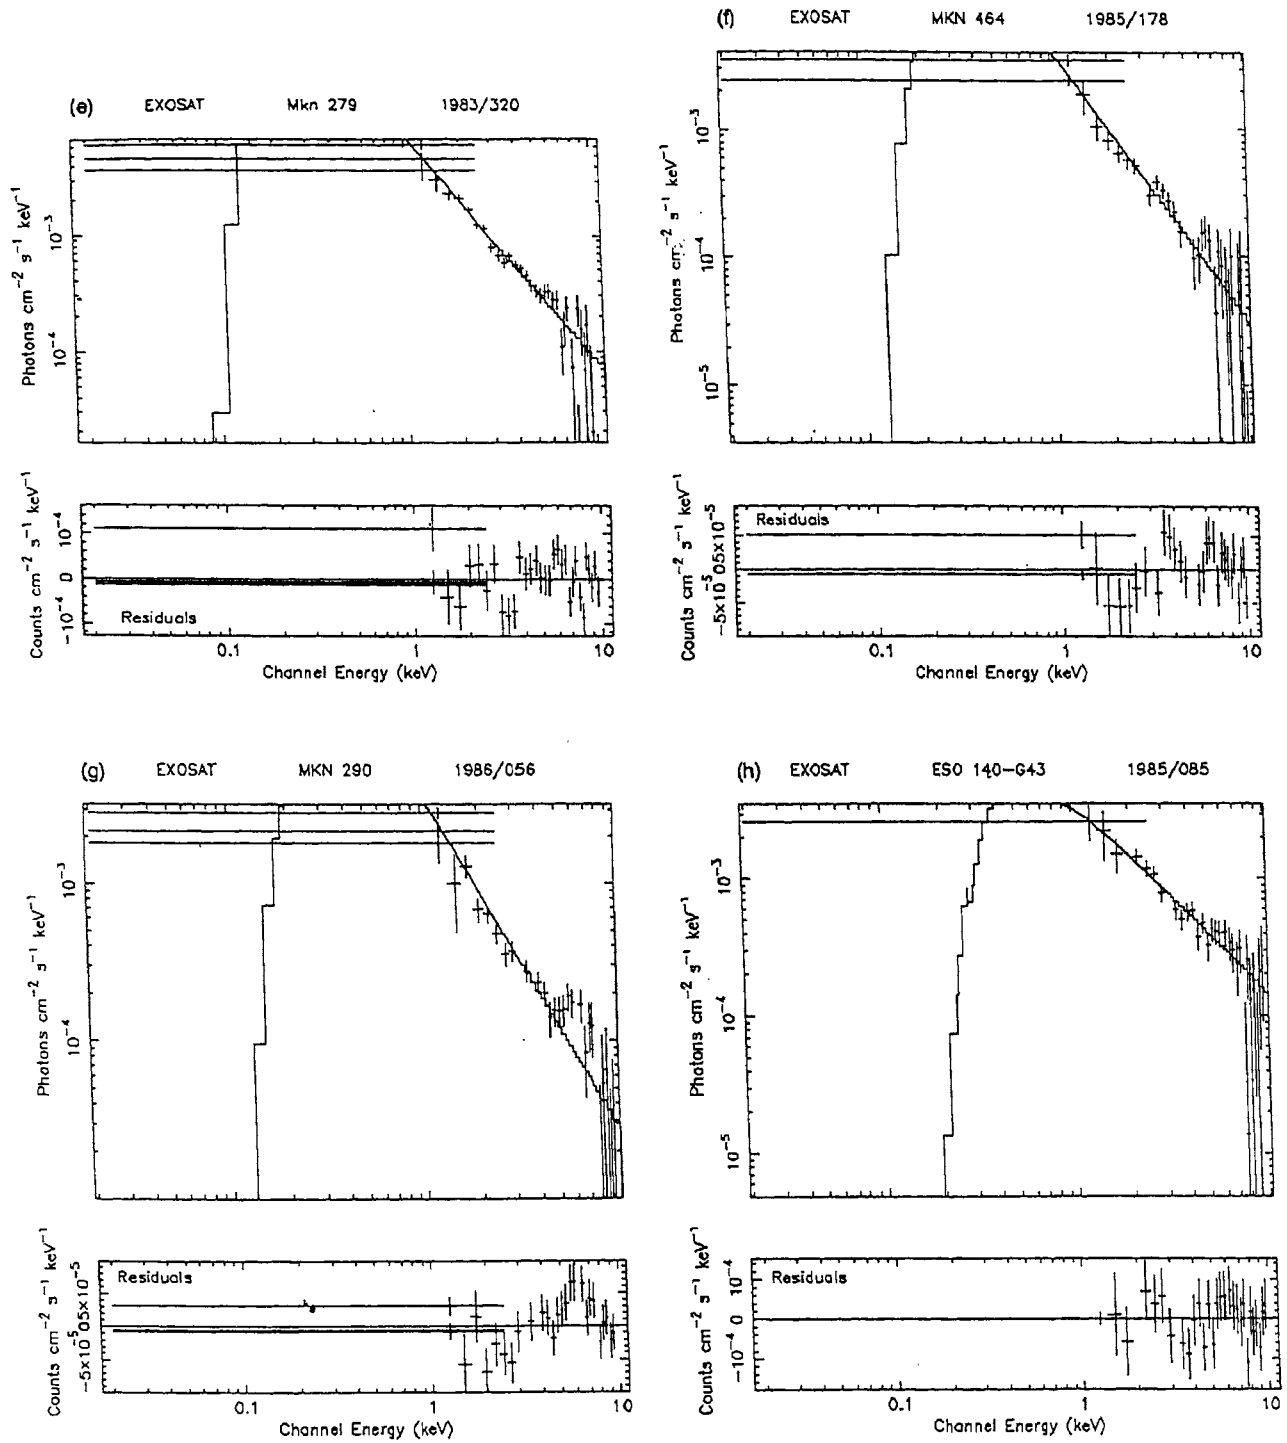 (e) EXOSAT Mkn 279 1983/320
Photons cm⁻² s⁻¹ keV⁻¹
10⁻³
10⁻⁴
Counts cm⁻² s⁻¹ keV⁻¹
10⁻⁴
0
-10⁻⁴
Residuals
0.1 1 10
Channel Energy (keV)
(f) EXOSAT MKN 464 1985/178
Photons cm⁻² s⁻¹ keV⁻¹
10⁻³
10⁻⁴
10⁻⁵
Counts cm⁻² s⁻¹ keV⁻¹
-5x10⁻⁵ 0 5x10⁻⁵
Residuals
0.1 1 10
Channel Energy (keV)
(g) EXOSAT MKN 290 1986/056
Photons cm⁻² s⁻¹ keV⁻¹
10⁻³
10⁻⁴
Counts cm⁻² s⁻¹ keV⁻¹
-5x10⁻⁵ 0 5x10⁻⁵
Residuals
0.1 1 10
Channel Energy (keV)
(h) EXOSAT ESO 140-G43 1985/085
Photons cm⁻² s⁻¹ keV⁻¹
10⁻³
10⁻⁴
10⁻⁵
Counts cm⁻² s⁻¹ keV⁻¹
10⁻⁴
0
-10⁻⁴
Residuals
0.1 1 10
Channel Energy (keV)